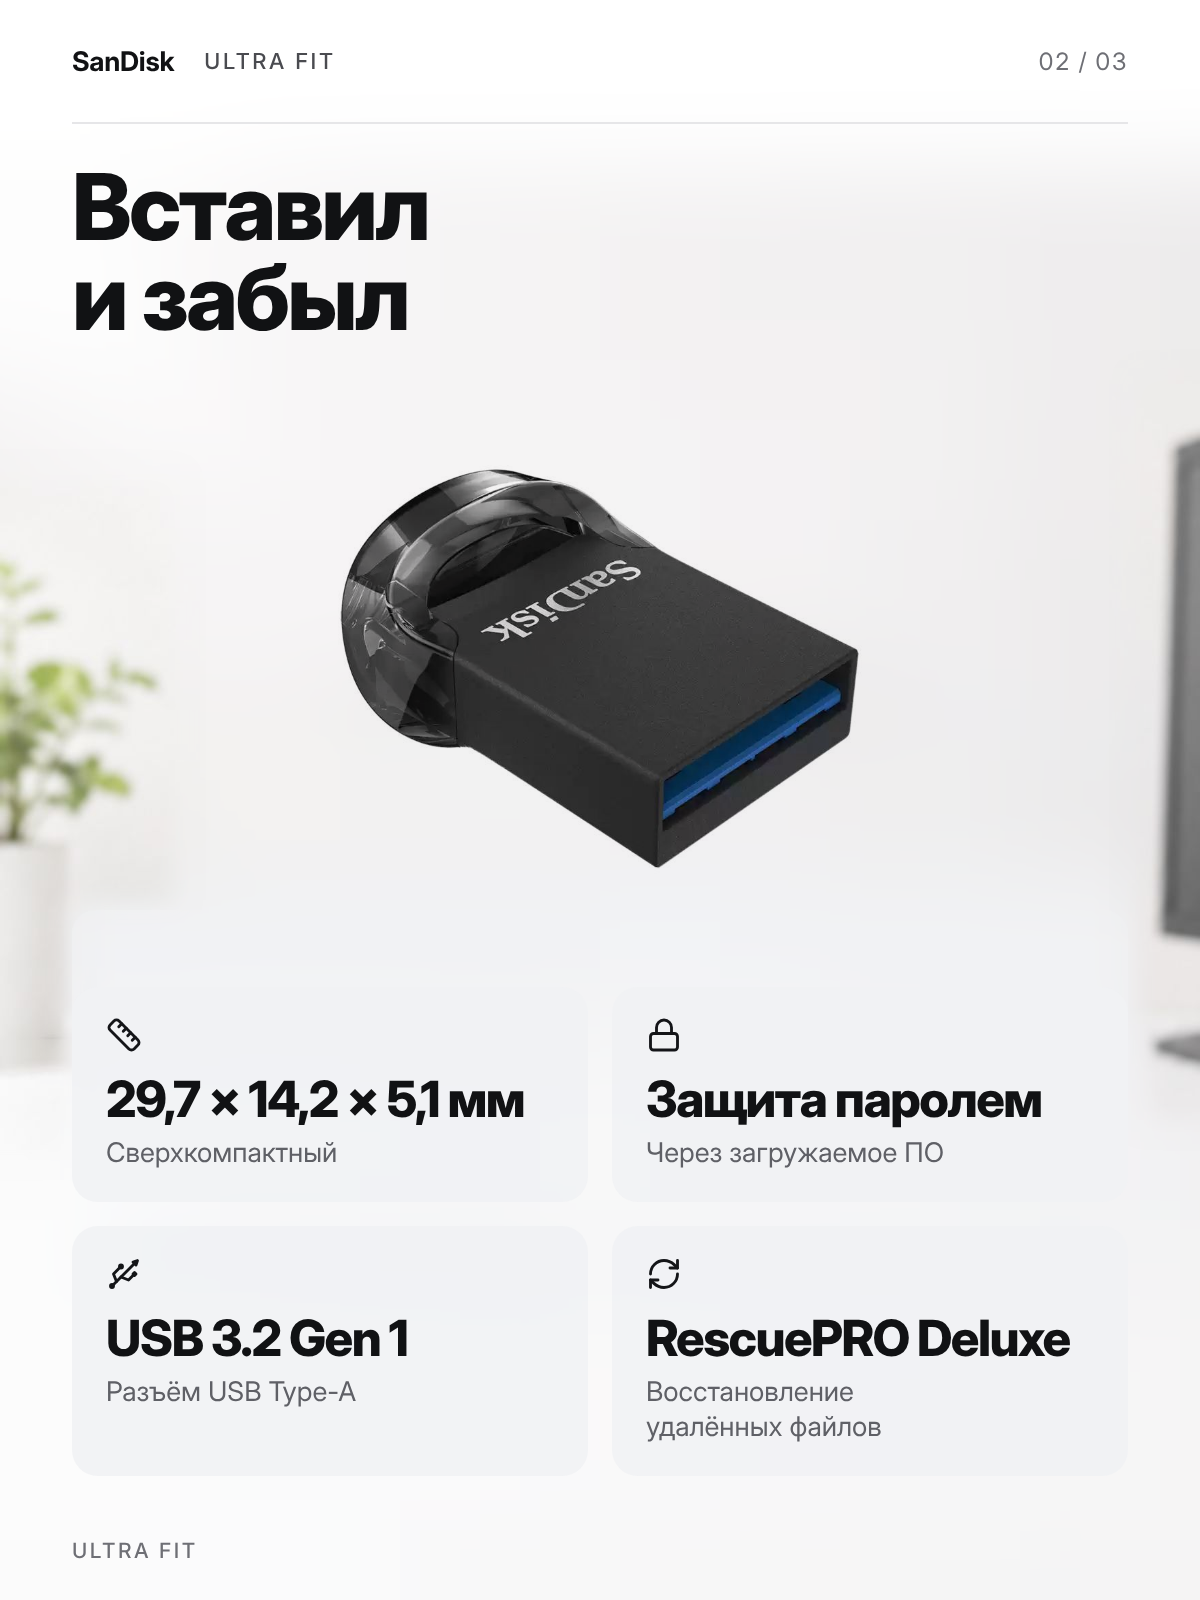 SanDisk ULTRA FIT 02 / 03
Вставил
и забыл
SanDisk
29,7 × 14,2 × 5,1 мм
Сверхкомпактный
Защита паролем
Через загружаемое ПО
USB 3.2 Gen 1
Разъём USB Type-A
RescuePRO Deluxe
Восстановление
удалённых файлов
ULTRA FIT